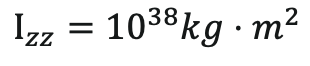 I_zz = 10^38 kg · m^2